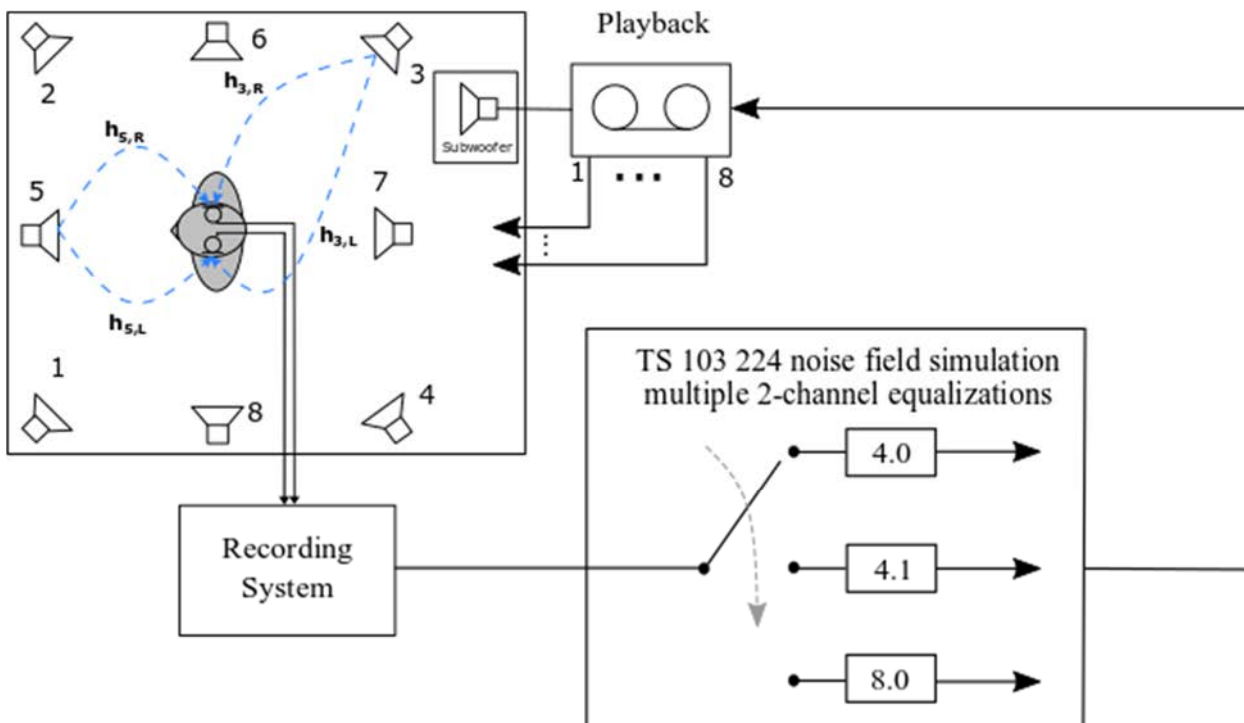 Playback
6
3
2
h3,R
Subwoofer
h5,R
1
...
8
5
7
h3,L
h5,L
1
4
8
TS 103 224 noise field simulation
multiple 2-channel equalizations
4.0
Recording
System
4.1
8.0